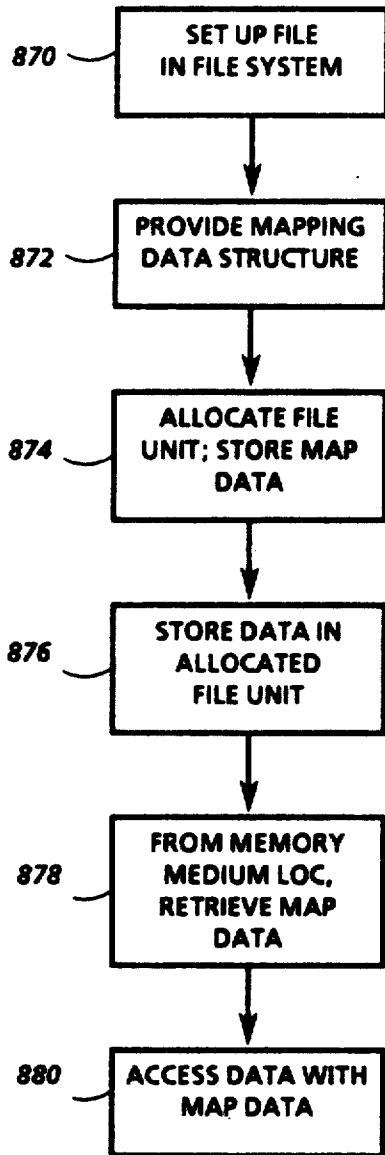 870
SET UP FILE
IN FILE SYSTEM
872
PROVIDE MAPPING
DATA STRUCTURE
874
ALLOCATE FILE
UNIT; STORE MAP
DATA
876
STORE DATA IN
ALLOCATED
FILE UNIT
878
FROM MEMORY
MEDIUM LOC,
RETRIEVE MAP
DATA
880
ACCESS DATA WITH
MAP DATA